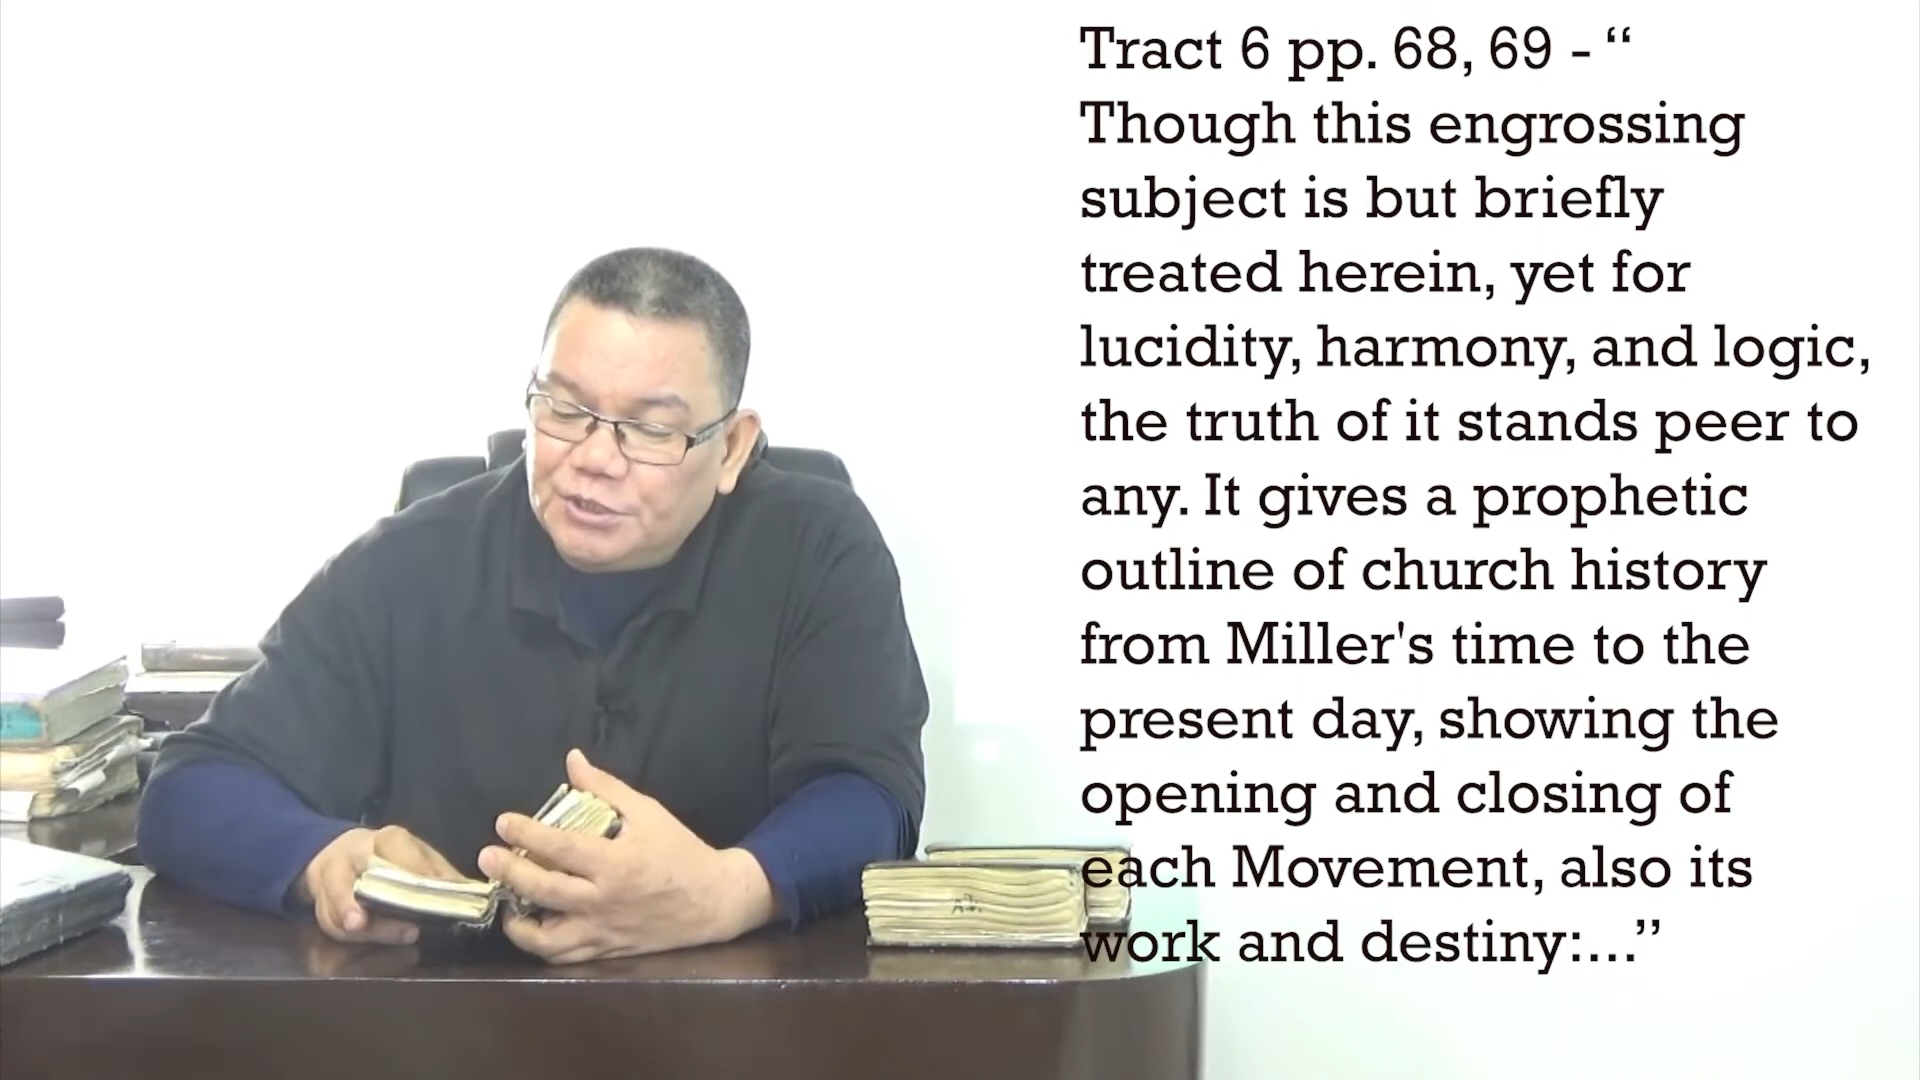 Tract 6 pp. 68, 69 - “
Though this engrossing
subject is but briefly
treated herein, yet for
lucidity, harmony, and logic,
the truth of it stands peer to
any. It gives a prophetic
outline of church history
from Miller's time to the
present day, showing the
opening and closing of
each Movement, also its
work and destiny:...”